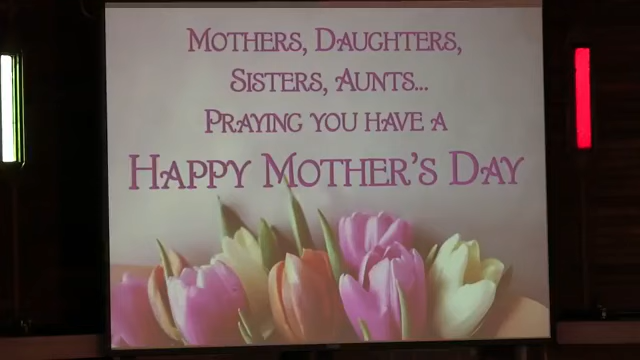 Mothers, Daughters,
Sisters, Aunts...
Praying you have a
Happy Mother's Day